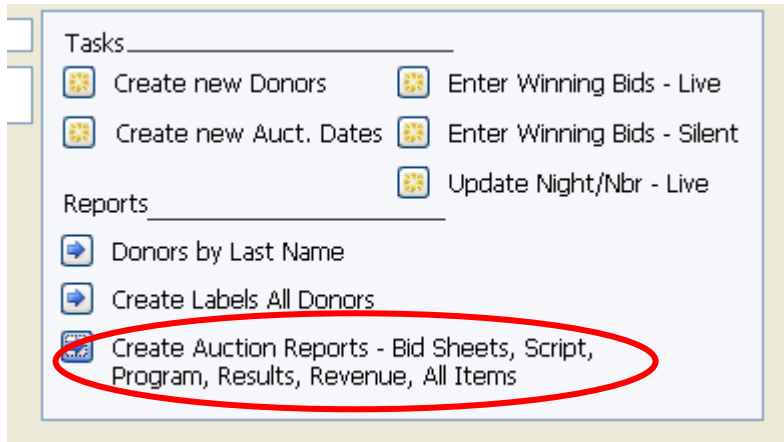 Tasks
Create new Donors
Enter Winning Bids - Live
Create new Auct. Dates
Enter Winning Bids - Silent
Update Night/Nbr - Live
Reports
Donors by Last Name
Create Labels All Donors
Create Auction Reports - Bid Sheets, Script,
Program, Results, Revenue, All Items